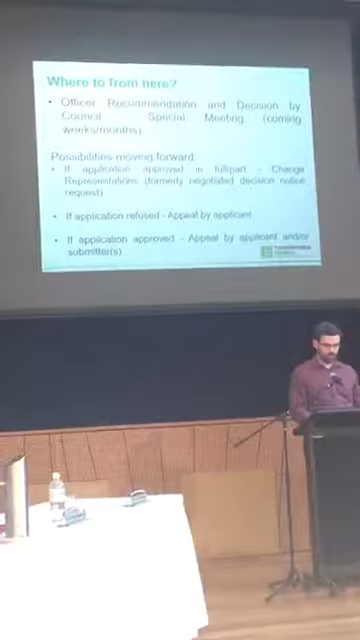 Where to from here?
• Officer Recommendation and Decision by
Council - Special Meeting (coming
weeks/months)
Possibilities moving forward:
• If application approved in full/part - Change
Representations (formerly negotiated decision notice
request)
• If application refused - Appeal by applicant
• If application approved - Appeal by applicant and/or
submitter(s)